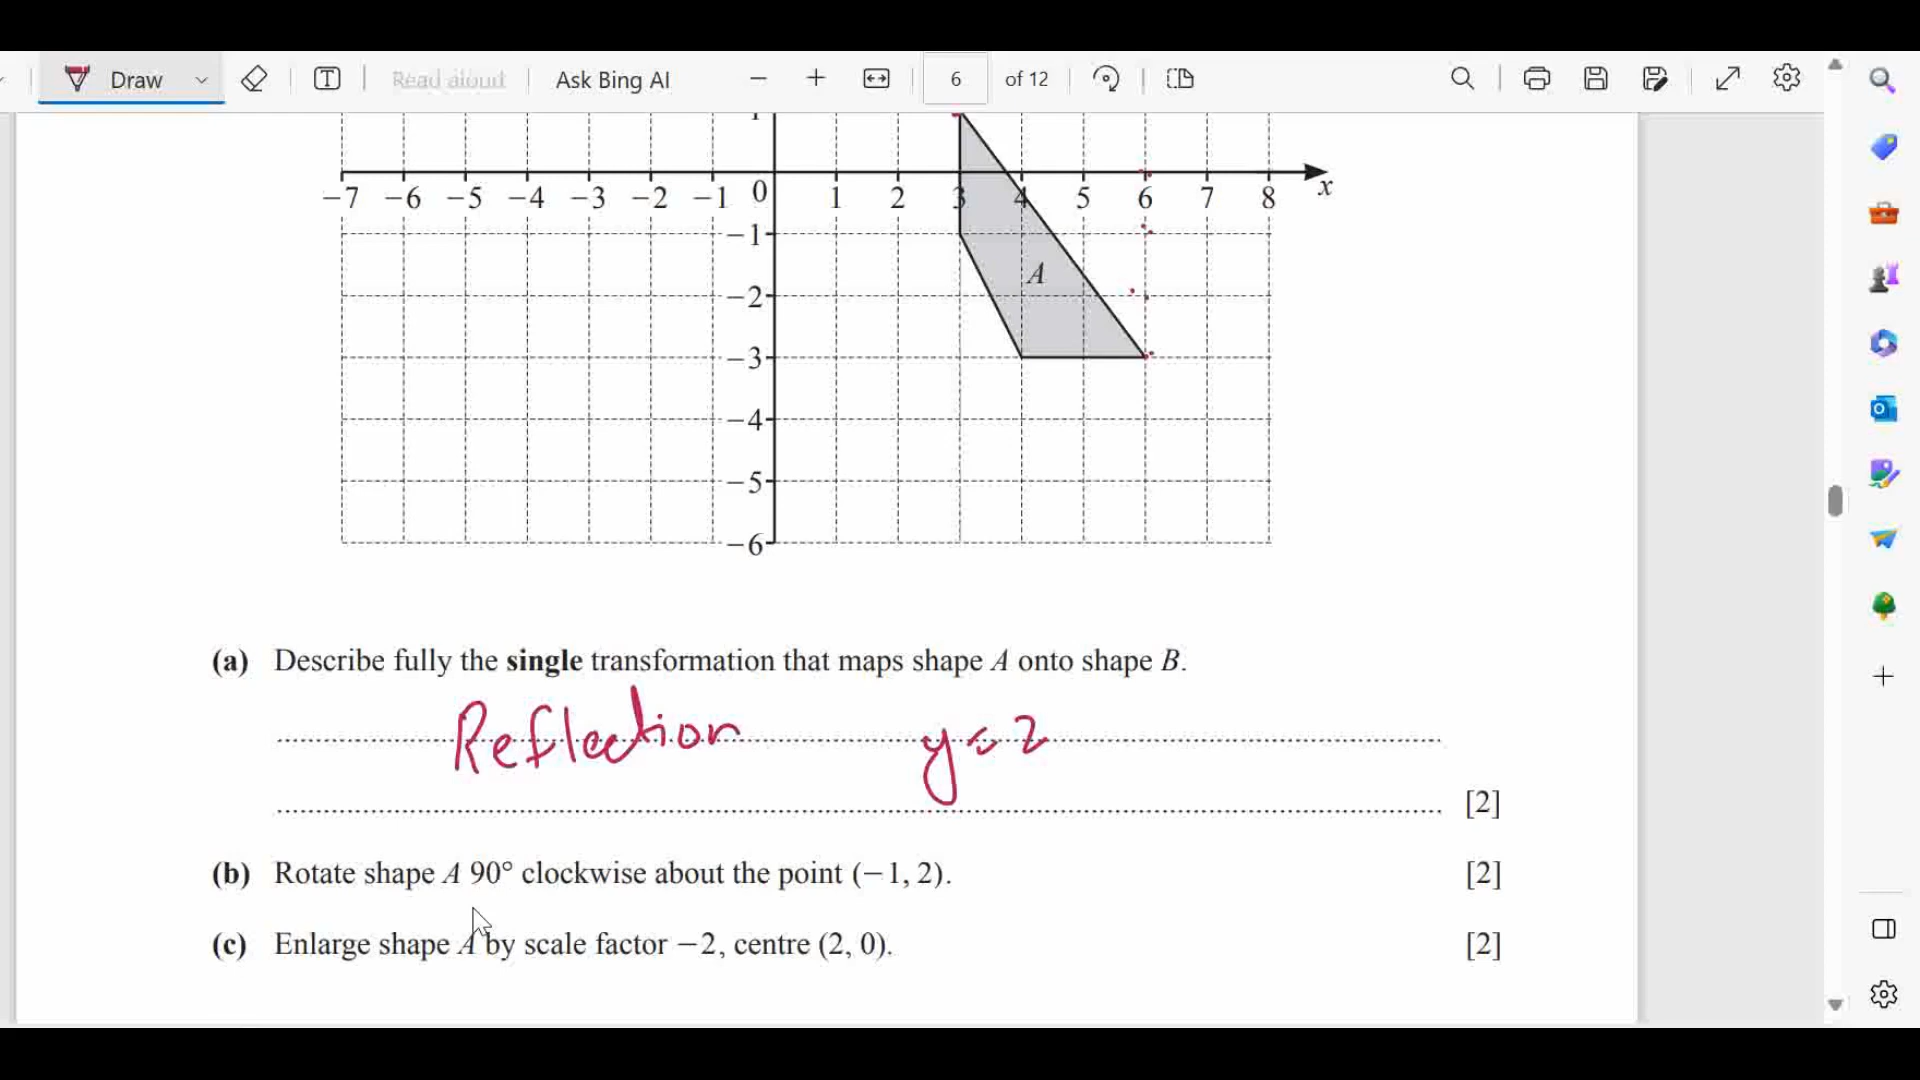 Draw Read aloud Ask Bing AI 6 of 12
1
−7 −6 −5 −4 −3 −2 −1 0 1 2 3 4 5 6 7 8 x
−1
A
−2
−3
−4
−5
−6
(a) Describe fully the single transformation that maps shape A onto shape B.
Reflection y=2
[2]
(b) Rotate shape A 90° clockwise about the point (−1, 2). [2]
(c) Enlarge shape A by scale factor −2, centre (2, 0). [2]